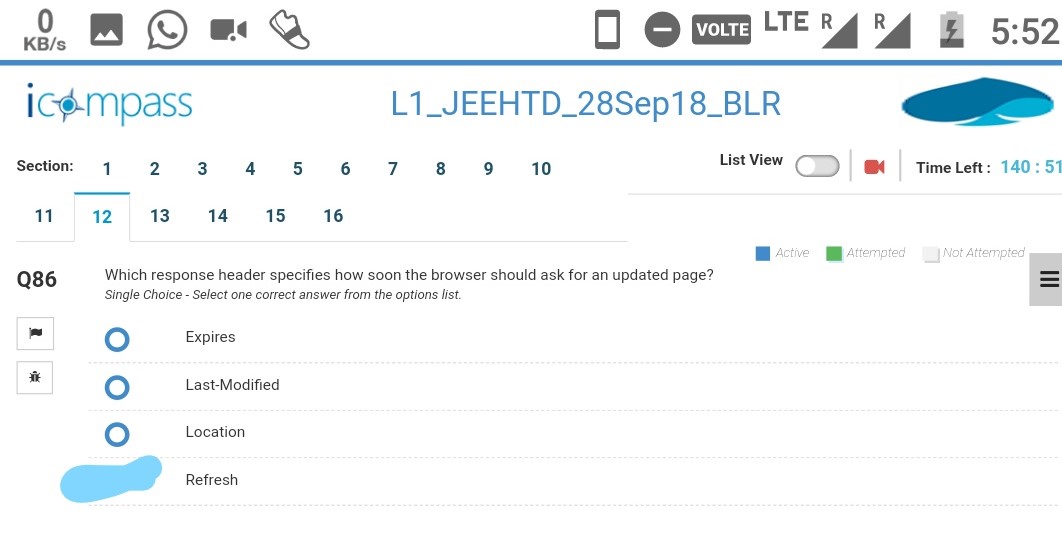 0
KB/s
VOLTE LTE R R 5:52
icompass
L1_JEEHTD_28Sep18_BLR
Section: 1 2 3 4 5 6 7 8 9 10
List View
Time Left : 140 : 51
11 12 13 14 15 16
Active Attempted Not Attempted
Q86 Which response header specifies how soon the browser should ask for an updated page?
Single Choice - Select one correct answer from the options list.
Expires
Last-Modified
Location
Refresh